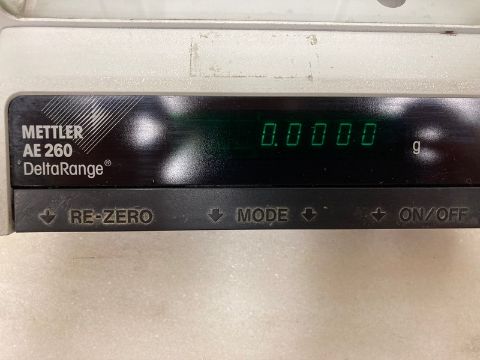 METTLER
AE 260
DeltaRange®
0.0000 g
RE-ZERO MODE ON/OFF